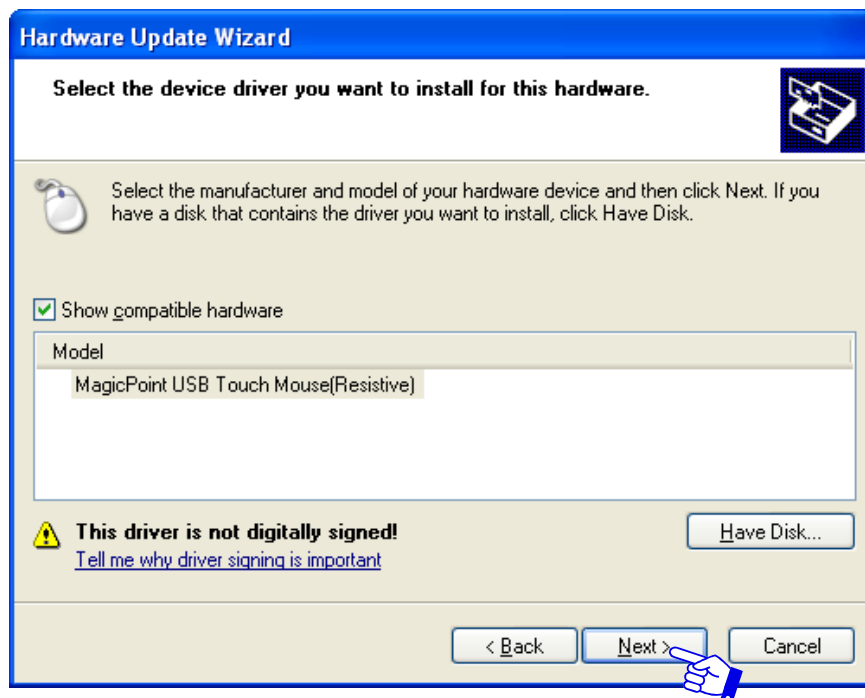 Hardware Update Wizard
Select the device driver you want to install for this hardware.
Select the manufacturer and model of your hardware device and then click Next. If you
have a disk that contains the driver you want to install, click Have Disk.
Show compatible hardware
Model
MagicPoint USB Touch Mouse(Resistive)
This driver is not digitally signed!
Have Disk...
Tell me why driver signing is important
< Back
Next >
Cancel